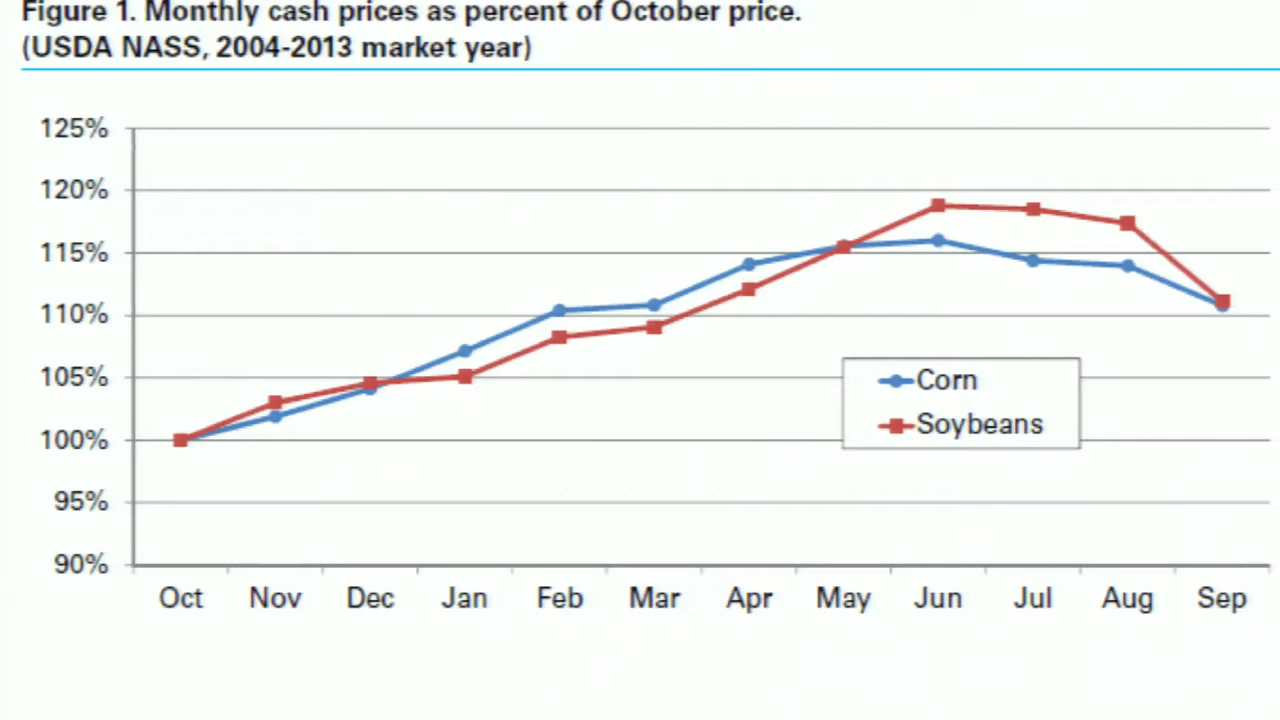 Figure 1. Monthly cash prices as percent of October price.
(USDA NASS, 2004-2013 market year)
125%
120%
115%
110%
105%
100%
95%
90%
Corn
Soybeans
Oct Nov Dec Jan Feb Mar Apr May Jun Jul Aug Sep